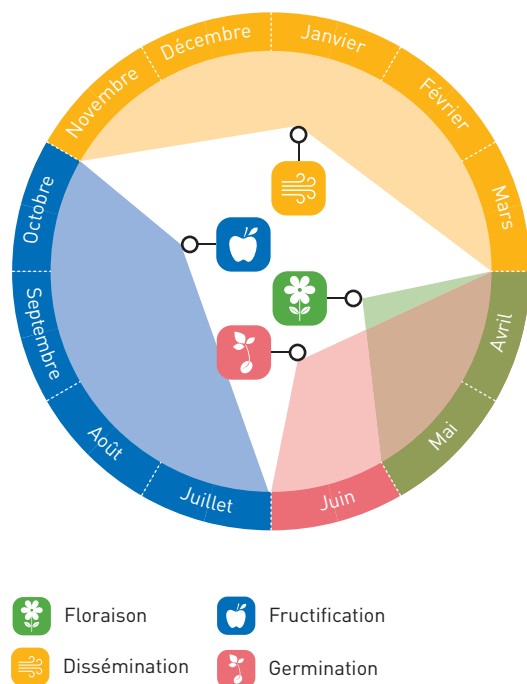 Janvier
Février
Mars
Avril
Mai
Juin
Juillet
Août
Septembre
Octobre
Novembre
Décembre
Floraison
Fructification
Dissémination
Germination